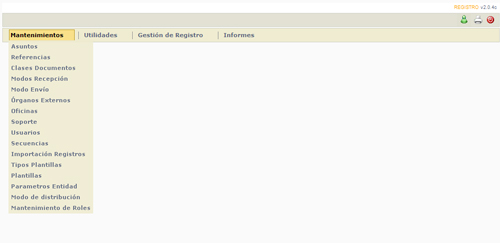 REGISTRO v2.0.4c
Mantenimientos Utilidades Gestión de Registro Informes
Asuntos
Referencias
Clases Documentos
Modos Recepción
Modo Envío
Órganos Externos
Oficinas
Soporte
Usuarios
Secuencias
Importación Registros
Tipos Plantillas
Plantillas
Parametros Entidad
Modo de distribución
Mantenimiento de Roles